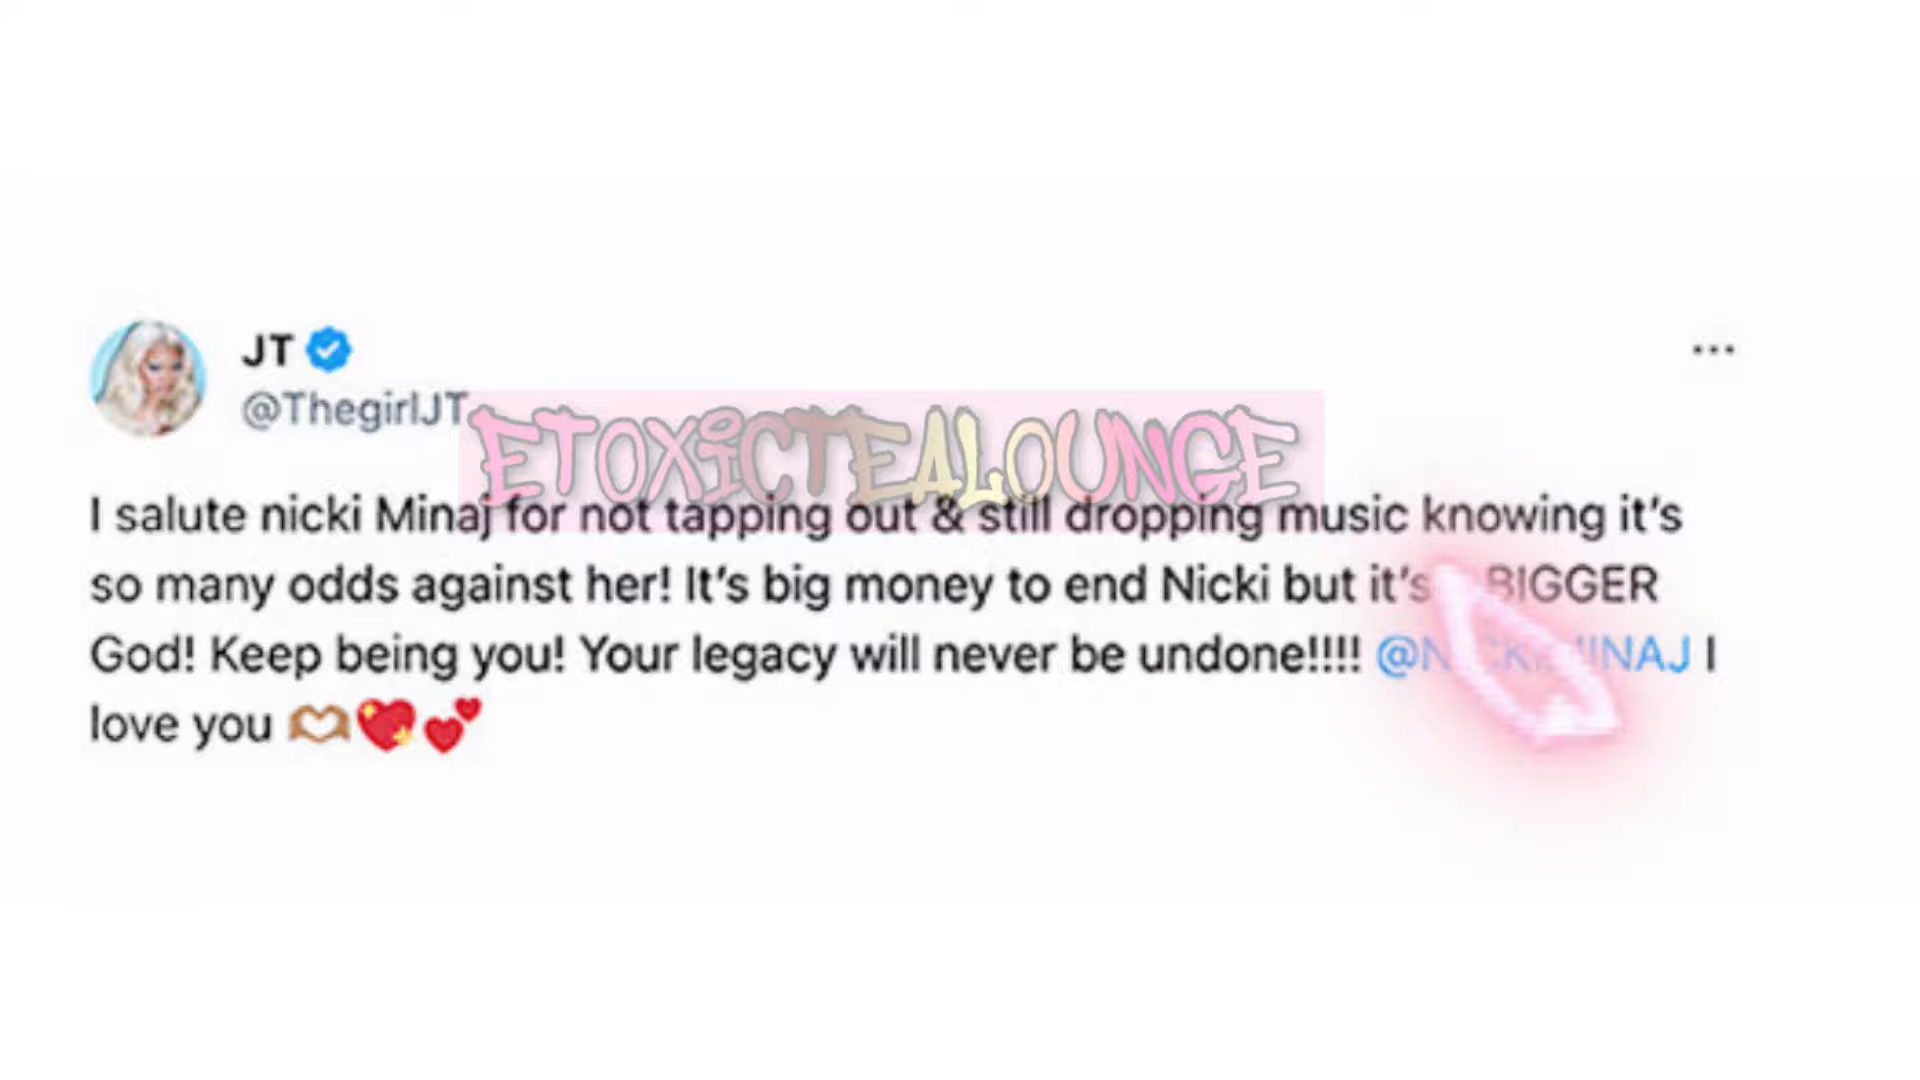 JT
...
@ThegirlJT
ETOXICTEALOUNGE
I salute nicki Minaj for not tapping out & still dropping music knowing it's
so many odds against her! It's big money to end Nicki but it's BIGGER
God! Keep being you! Your legacy will never be undone!!!! @NICKIMINAJ I
love you 🫶🏽💖💕